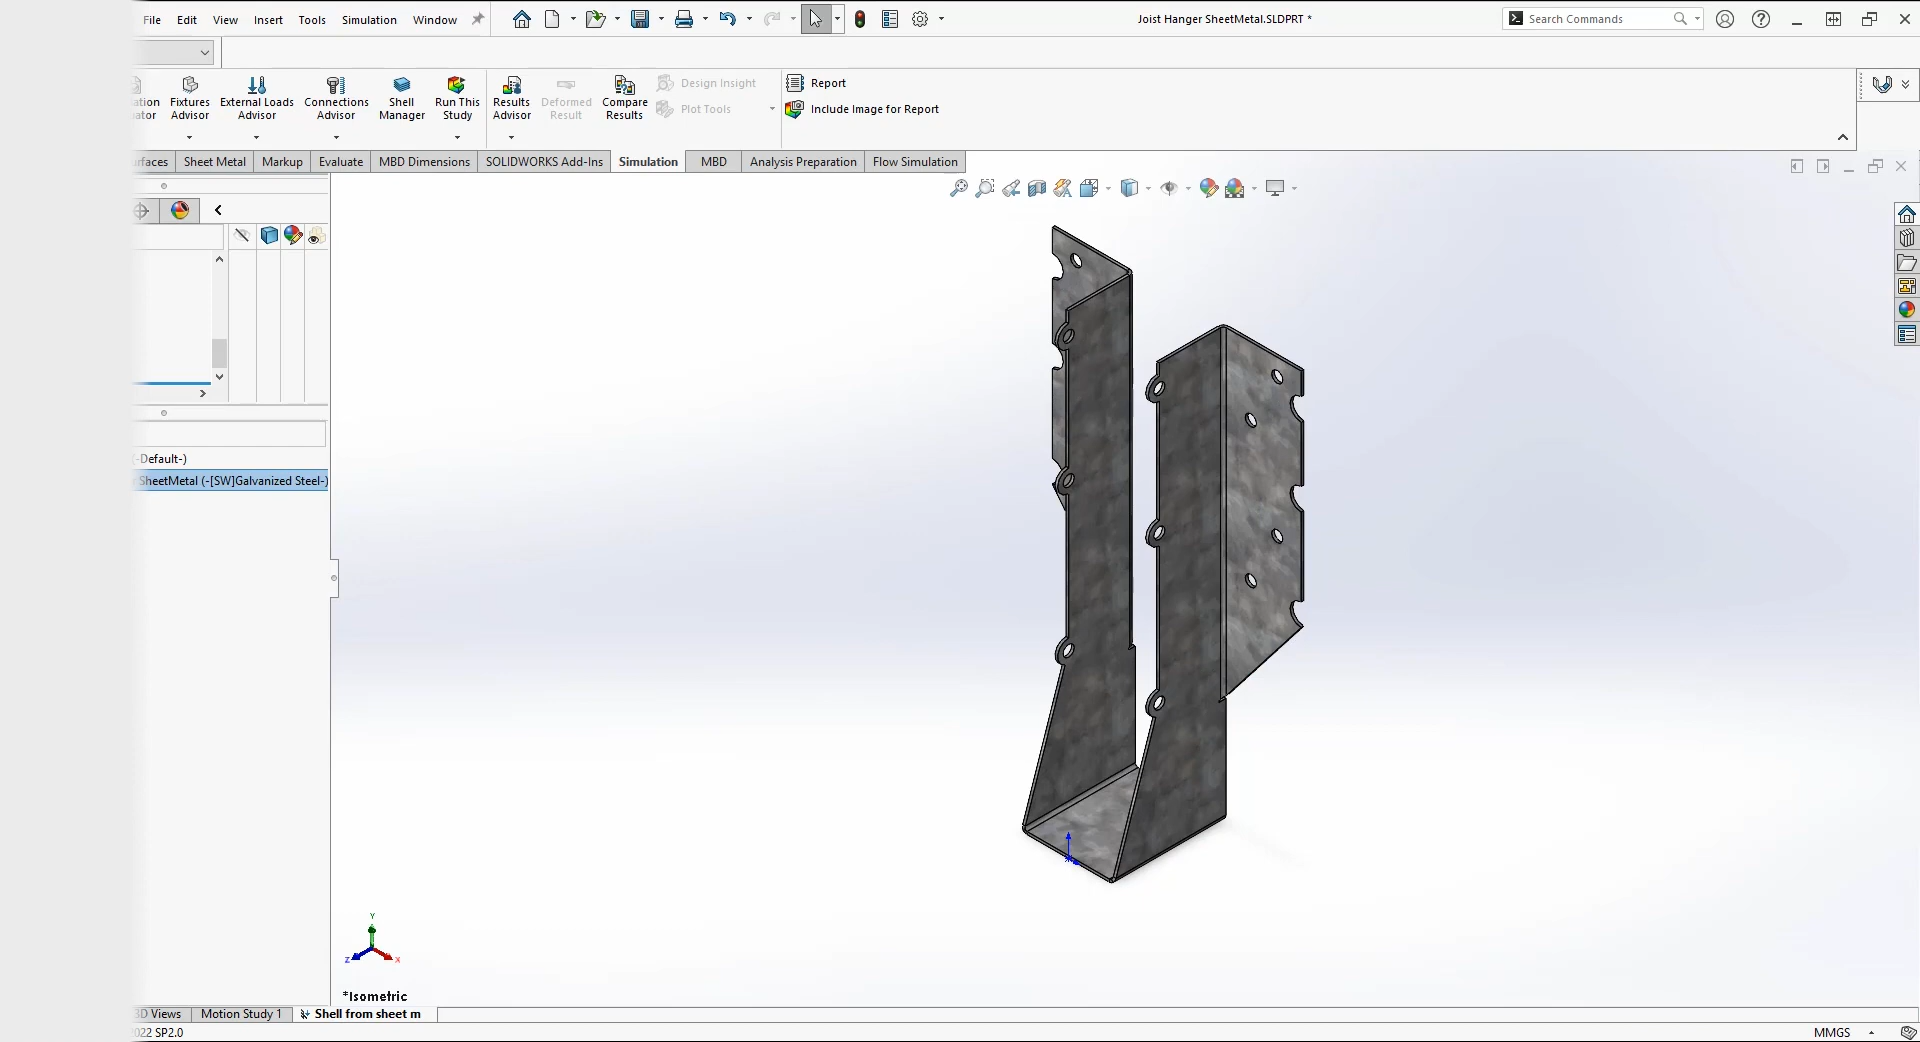 File Edit View Insert Tools Simulation Window
Joist Hanger SheetMetal.SLDPRT *
Search Commands
Fixtures Advisor
External Loads Advisor
Connections Advisor
Shell Manager
Run This Study
Results Advisor
Deformed Result
Compare Results
Design Insight
Plot Tools
Report
Include Image for Report
Sheet Metal Markup Evaluate MBD Dimensions SOLIDWORKS Add-Ins Simulation MBD Analysis Preparation Flow Simulation
(-Default-)
SheetMetal (-[SW]Galvanized Steel-)
Y
Z
X
*Isometric
3D Views Motion Study 1 Shell from sheet m
022 SP2.0
MMGS